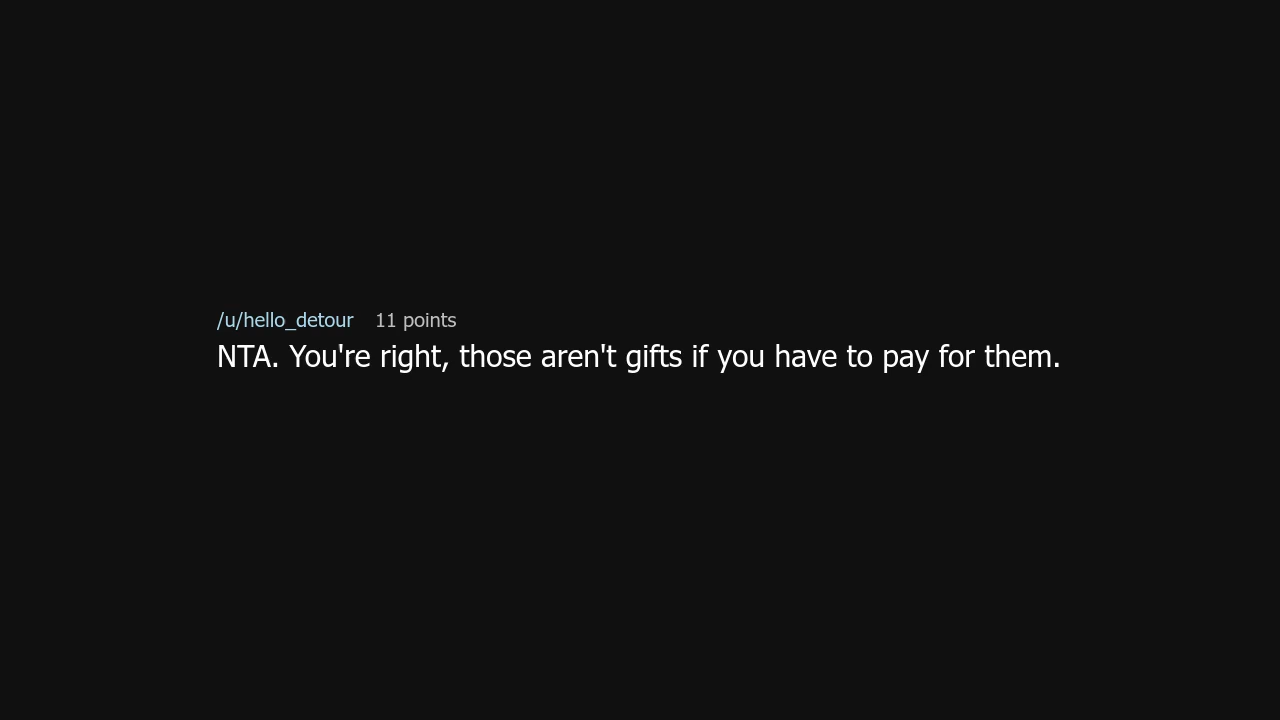 /u/hello_detour 11 points
NTA. You're right, those aren't gifts if you have to pay for them.